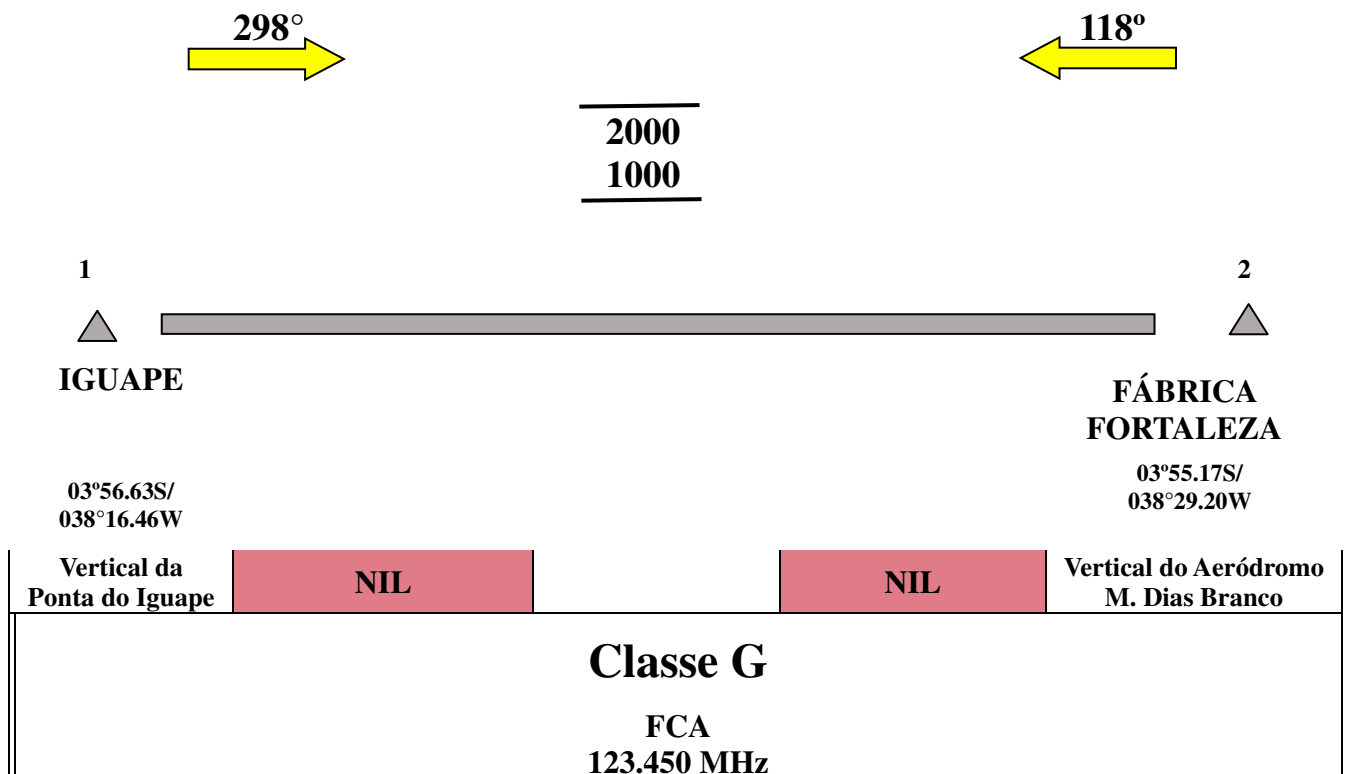 298°
118º
2000
1000
1
2
IGUAPE
FÁBRICA
FORTALEZA
03º56.63S/
038°16.46W
03º55.17S/
038°29.20W
Vertical da
Ponta do Iguape
NIL
NIL
Vertical do Aeródromo
M. Dias Branco
Classe G
FCA
123.450 MHz